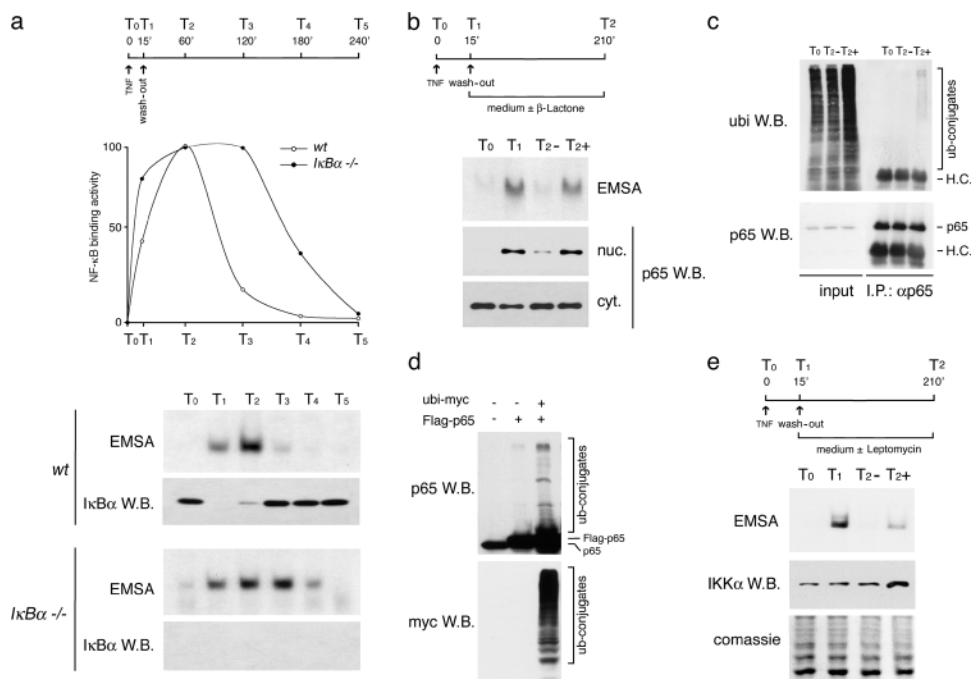 a
T0 T1 T2 T3 T4 T5
0 15' 60' 120' 180' 240'
TNF
wash-out
wt
IκBα -/-
NF-κB binding activity
100
50
0
T0 T1 T2 T3 T4 T5
T0 T1 T2 T3 T4 T5
wt
EMSA
IκBα W.B.
IκBα -/-
EMSA
IκBα W.B.
b
T0 T1 T2
0 15' 210'
TNF wash-out
medium ± β-Lactone
T0 T1 T2- T2+
EMSA
nuc.
cyt.
p65 W.B.
c
T0 T2- T2+ T0 T2- T2+
ubi W.B.
ub-conjugates
H.C.
p65 W.B.
p65
H.C.
input I.P.: αp65
d
ubi-myc - - +
Flag-p65 - + +
p65 W.B.
ub-conjugates
Flag-p65
p65
myc W.B.
ub-conjugates
e
T0 T1 T2
0 15' 210'
TNF wash-out
medium ± Leptomycin
T0 T1 T2- T2+
EMSA
IKKα W.B.
comassie